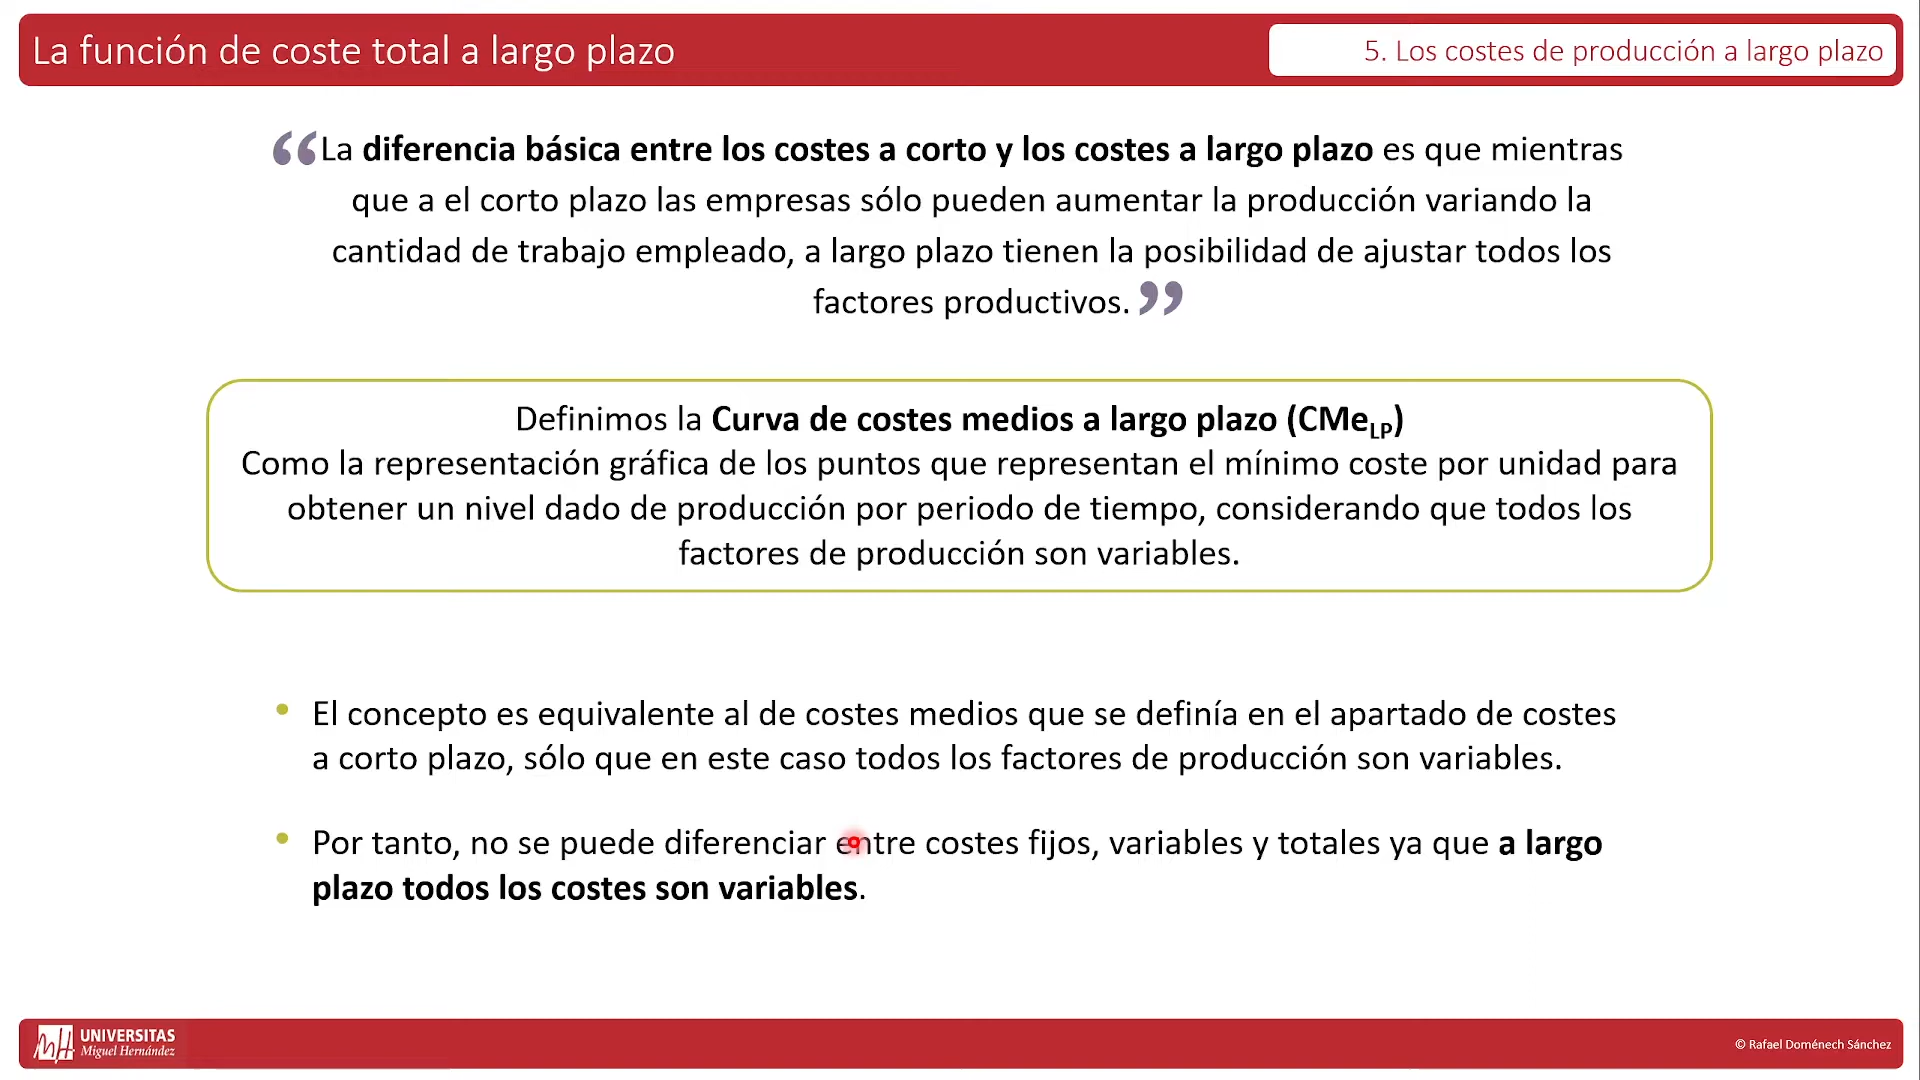 La función de coste total a largo plazo
5. Los costes de producción a largo plazo
“La diferencia básica entre los costes a corto y los costes a largo plazo es que mientras
que a el corto plazo las empresas sólo pueden aumentar la producción variando la
cantidad de trabajo empleado, a largo plazo tienen la posibilidad de ajustar todos los
factores productivos.”
Definimos la Curva de costes medios a largo plazo (CMeLP)
Como la representación gráfica de los puntos que representan el mínimo coste por unidad para
obtener un nivel dado de producción por periodo de tiempo, considerando que todos los
factores de producción son variables.
• El concepto es equivalente al de costes medios que se definía en el apartado de costes
a corto plazo, sólo que en este caso todos los factores de producción son variables.
• Por tanto, no se puede diferenciar entre costes fijos, variables y totales ya que a largo
plazo todos los costes son variables.
UNIVERSITAS
Miguel Hernández
© Rafael Doménech Sánchez